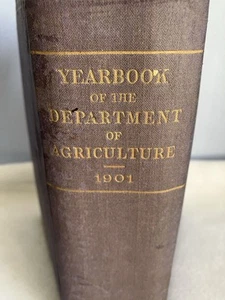 YEARBOOK
OF THE
DEPARTMENT
OF
AGRICULTURE
1901